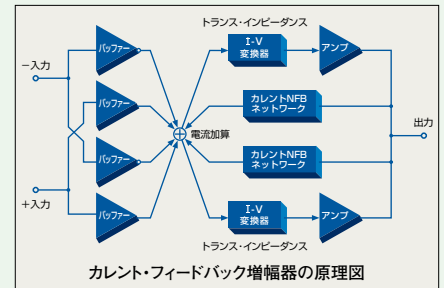 トランス・インピーダンス
バッファー
I-V
変換器
アンプ
−入力
バッファー
カレントNFB
ネットワーク
電流加算
出力
バッファー
カレントNFB
ネットワーク
+入力
バッファー
I-V
変換器
アンプ
トランス・インピーダンス
カレント・フィードバック増幅器の原理図